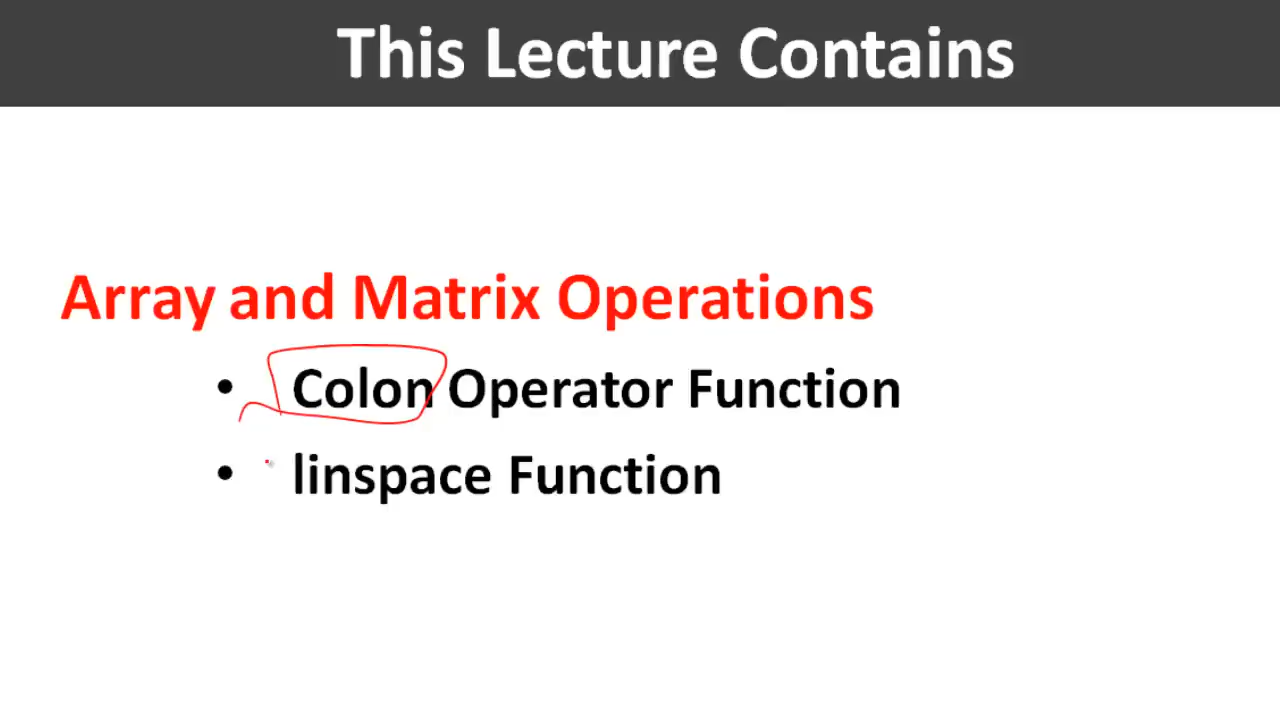 This Lecture Contains
Array and Matrix Operations
• Colon Operator Function
• linspace Function